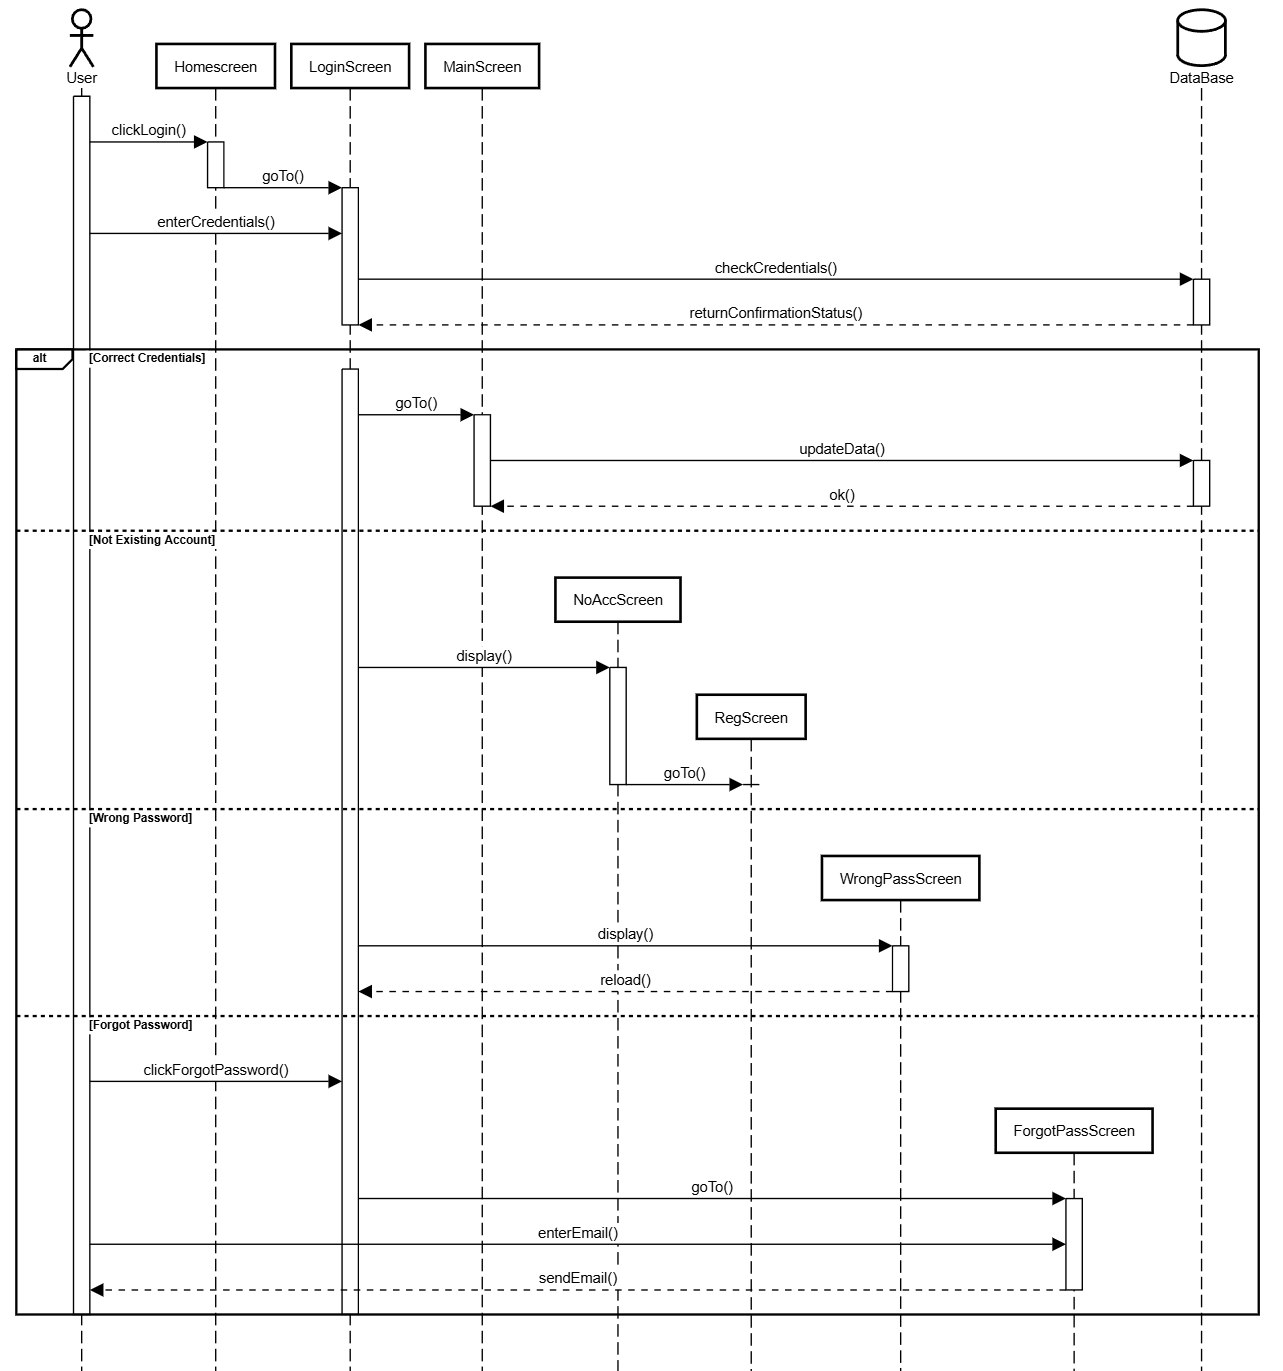 User
Homescreen
LoginScreen
MainScreen
DataBase
clickLogin()
goTo()
enterCredentials()
checkCredentials()
returnConfirmationStatus()
alt
[Correct Credentials]
goTo()
updateData()
ok()
[Not Existing Account]
NoAccScreen
display()
RegScreen
goTo()
[Wrong Password]
WrongPassScreen
display()
reload()
[Forgot Password]
clickForgotPassword()
ForgotPassScreen
goTo()
enterEmail()
sendEmail()